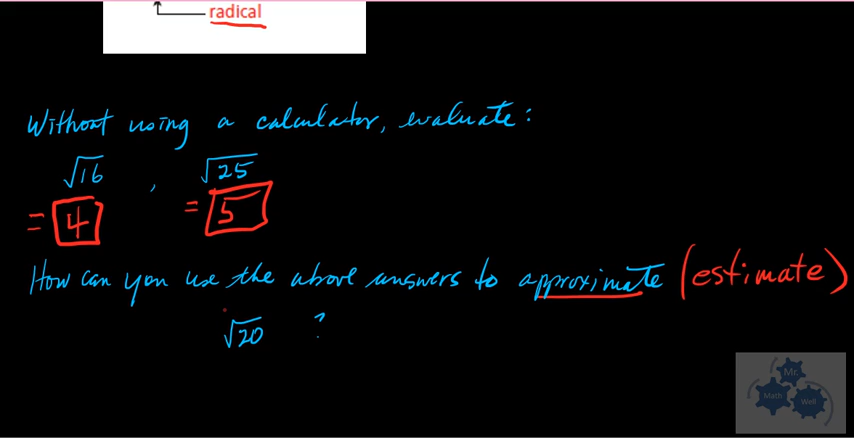 radical
Without using a calculator, evaluate:
√16 , √25
= 4 = 5
How can you use the above answers to approximate (estimate)
√20 ?
Mr.
Math Well